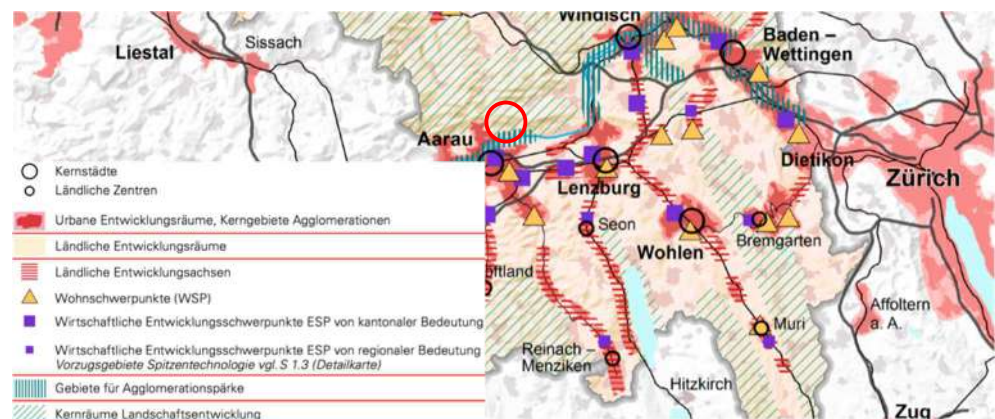 Windisch
Liestal
Sissach
Baden –
Wettingen
Aarau
Dietikon
Zürich
Lenzburg
Seon
Wohlen
Bremgarten
ftland
Affoltern
a. A.
Muri
Reinach –
Menziken
Hitzkirch
Zug
Kernstädte
Ländliche Zentren
Urbane Entwicklungsräume, Kerngebiete Agglomerationen
Ländliche Entwicklungsräume
Ländliche Entwicklungsachsen
Wohnschwerpunkte (WSP)
Wirtschaftliche Entwicklungsschwerpunkte ESP von kantonaler Bedeutung
Wirtschaftliche Entwicklungsschwerpunkte ESP von regionaler Bedeutung
Vorzugsgebiete Spitzentechnologie vgl. S 1.3 (Detailkarte)
Gebiete für Agglomerationspärke
Kernräume Landschaftsentwicklung